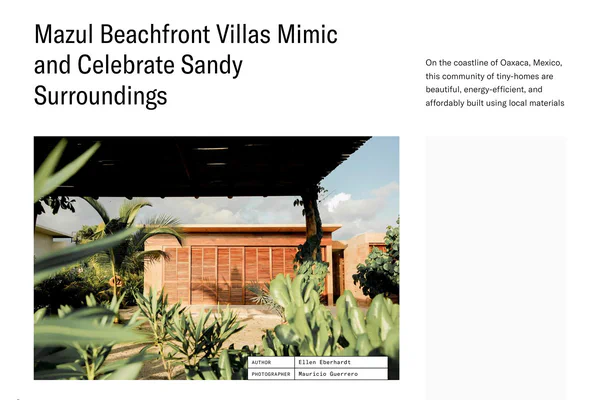 Mazul Beachfront Villas Mimic
and Celebrate Sandy
Surroundings
On the coastline of Oaxaca, Mexico,
this community of tiny-homes are
beautiful, energy-efficient, and
affordably built using local materials
AUTHOR Ellen Eberhardt
PHOTOGRAPHER Mauricio Guerrero